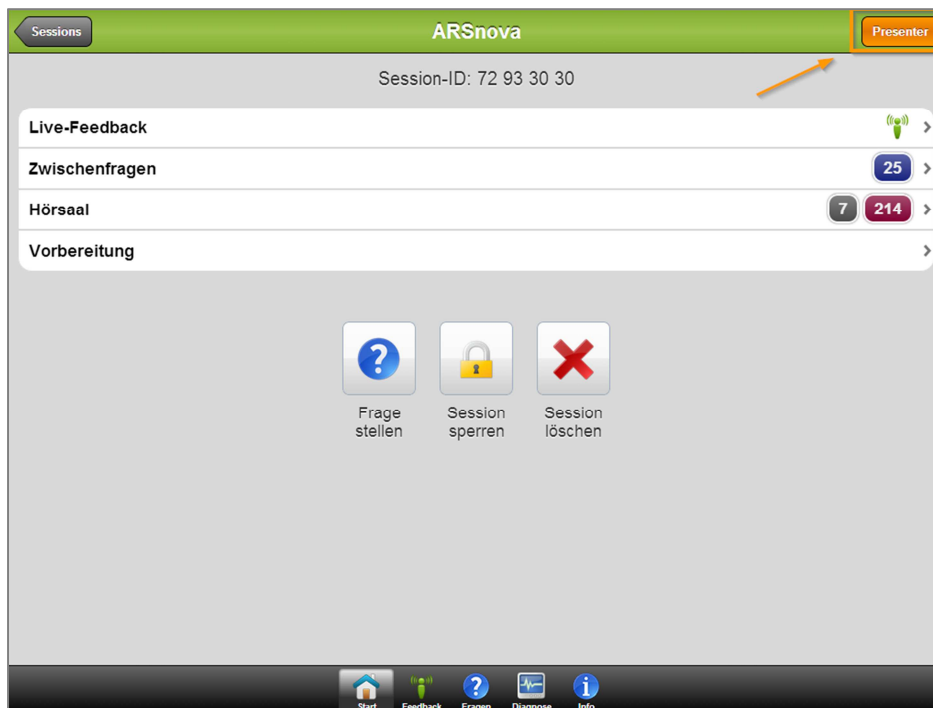 Sessions
ARSnova
Presenter
Session-ID: 72 93 30 30
Live-Feedback
Zwischenfragen 25
Hörsaal 7 214
Vorbereitung
Frage stellen
Session sperren
Session löschen
Start Feedback Fragen Diagnose Info